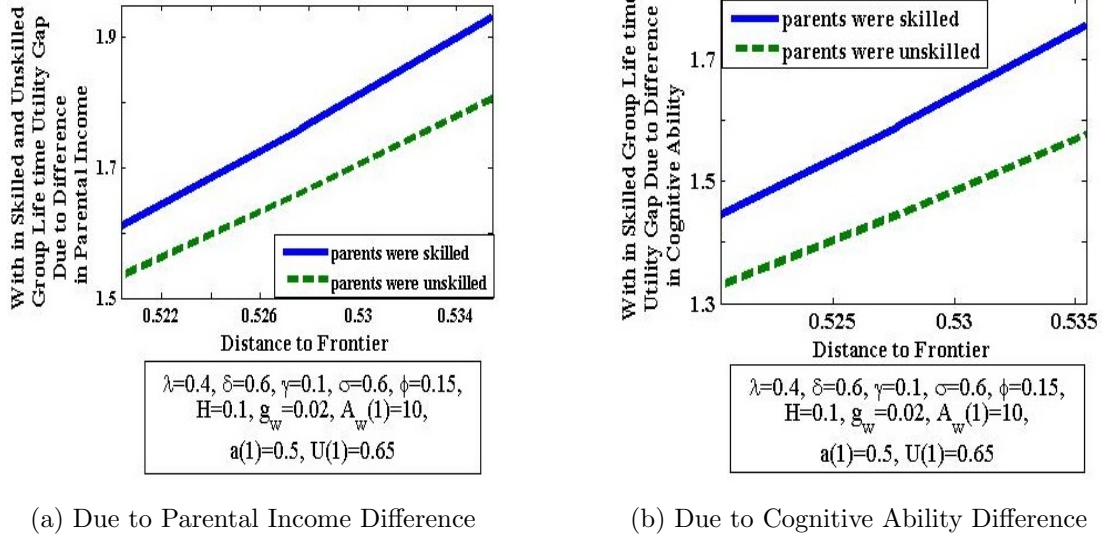 With in Skilled and Unskilled
Group Life time Utility Gap
Due to Difference
in Parental Income
1.9
1.7
1.5
parents were skilled
parents were unskilled
0.522
0.526
0.53
0.534
Distance to Frontier
λ=0.4, δ=0.6, γ=0.1, σ=0.6, ϕ=0.15,
H=0.1, g_w=0.02, A_w(1)=10,
a(1)=0.5, U(1)=0.65
(a) Due to Parental Income Difference
With in Skilled Group Life time
Utility Gap Due to Difference
in Cognitive Ability
parents were skilled
parents were unskilled
1.7
1.5
1.3
0.525
0.53
0.535
Distance to Frontier
λ=0.4, δ=0.6, γ=0.1, σ=0.6, ϕ=0.15,
H=0.1, g_w=0.02, A_w(1)=10,
a(1)=0.5, U(1)=0.65
(b) Due to Cognitive Ability Difference